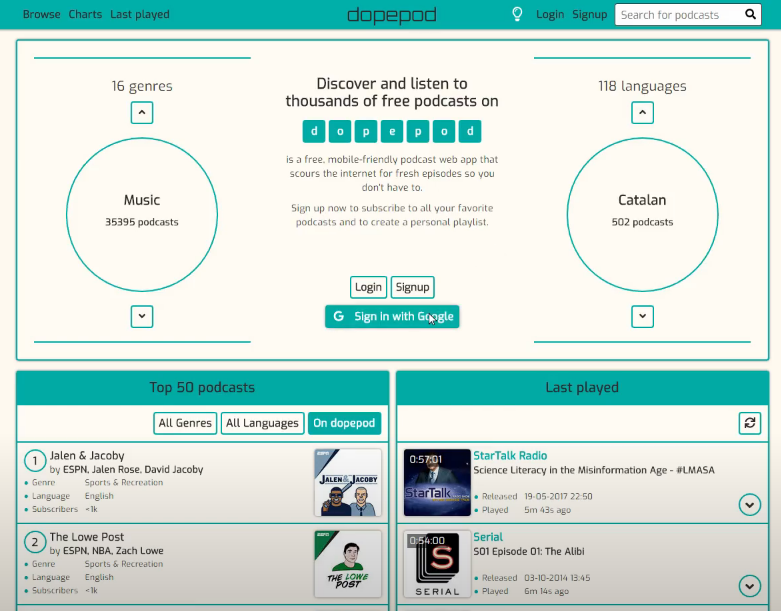 Browse Charts Last played
dopepod
Login Signup
Search for podcasts
16 genres
Music
35395 podcasts
Discover and listen to
thousands of free podcasts on
d o p e p o d
is a free, mobile-friendly podcast web app that
scours the internet for fresh episodes so you
don't have to.
Sign up now to subscribe to all your favorite
podcasts and to create a personal playlist.
Login Signup
G Sign in with Google
118 languages
Catalan
502 podcasts
Top 50 podcasts
All Genres All Languages On dopepod
1 Jalen & Jacoby
by ESPN, Jalen Rose, David Jacoby
Genre Sports & Recreation
Language English
Subscribers <1k
ESPN
JALEN & JACOBY
2 The Lowe Post
by ESPN, NBA, Zach Lowe
Genre Sports & Recreation
Language English
Subscribers <1k
THE LOWE
POST
Last played
0:57:01
StarTalk
StarTalk Radio
Science Literacy in the Misinformation Age - #LMASA
Released 19-05-2017 22:50
Played 5m 43s ago
0:54:00
S
SERIAL
Serial
S01 Episode 01: The Alibi
Released 03-10-2014 13:45
Played 6m 14s ago